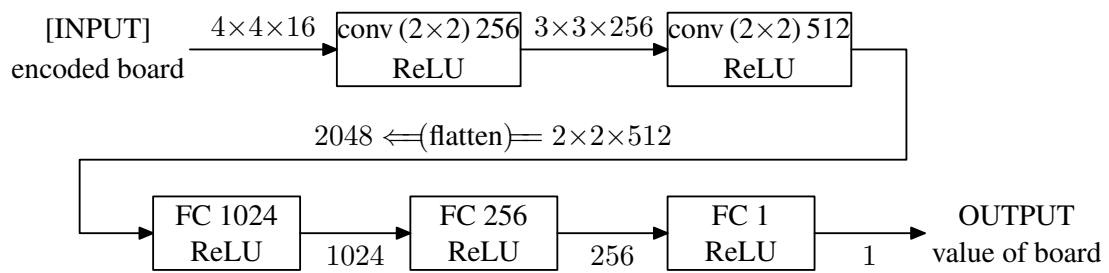 [INPUT]
encoded board
4×4×16
conv (2×2) 256
ReLU
3×3×256
conv (2×2) 512
ReLU
2048 ⇐(flatten)= 2×2×512
FC 1024
ReLU
1024
FC 256
ReLU
256
FC 1
ReLU
1
OUTPUT
value of board